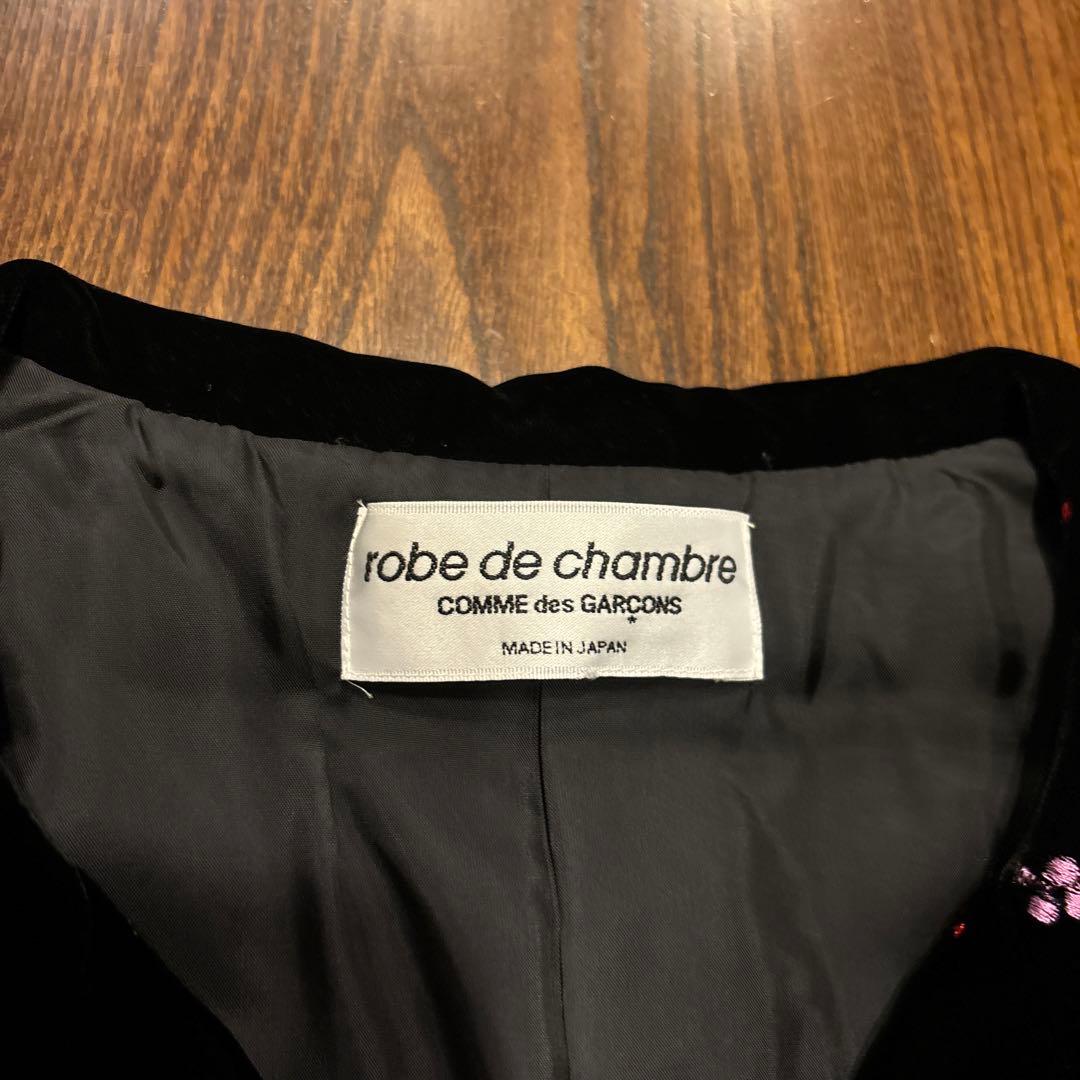 robe de chambre
COMME des GARÇONS
*
MADE IN JAPAN